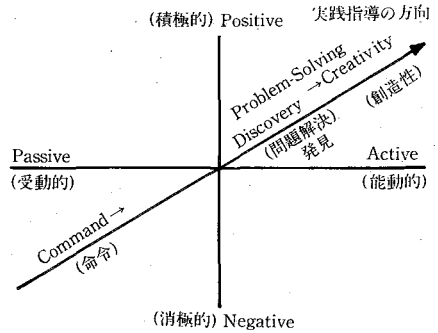 (積極的) Positive
実践指導の方向
Problem-Solving
Discovery →Creativity
(問題解決)
発見
(創造性)
Passive
(受動的)
Active
(能動的)
Command→
(命令)
(消極的) Negative